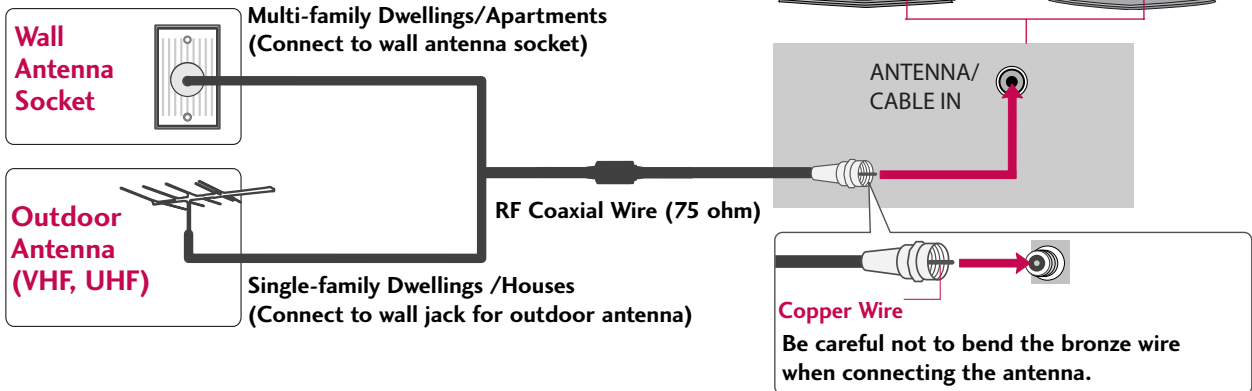 Wall
Antenna
Socket
Multi-family Dwellings/Apartments
(Connect to wall antenna socket)
ANTENNA/
CABLE IN
Outdoor
Antenna
(VHF, UHF)
RF Coaxial Wire (75 ohm)
Single-family Dwellings /Houses
(Connect to wall jack for outdoor antenna)
Copper Wire
Be careful not to bend the bronze wire
when connecting the antenna.